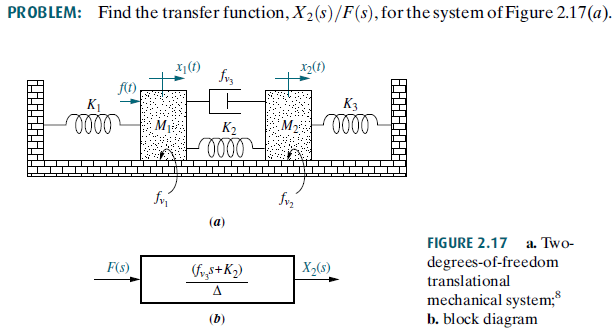 PROBLEM: Find the transfer function, X₂(s)/F(s), for the system of Figure 2.17(a).
x₁(t)
x₂(t)
fᵥ₃
f(t)
K₁
K₃
M₁
K₂
M₂
fᵥ₁
fᵥ₂
(a)
F(s)
(fᵥ₃s+K₂)
Δ
X₂(s)
(b)
FIGURE 2.17 a. Two-
degrees-of-freedom
translational
mechanical system;⁸
b. block diagram